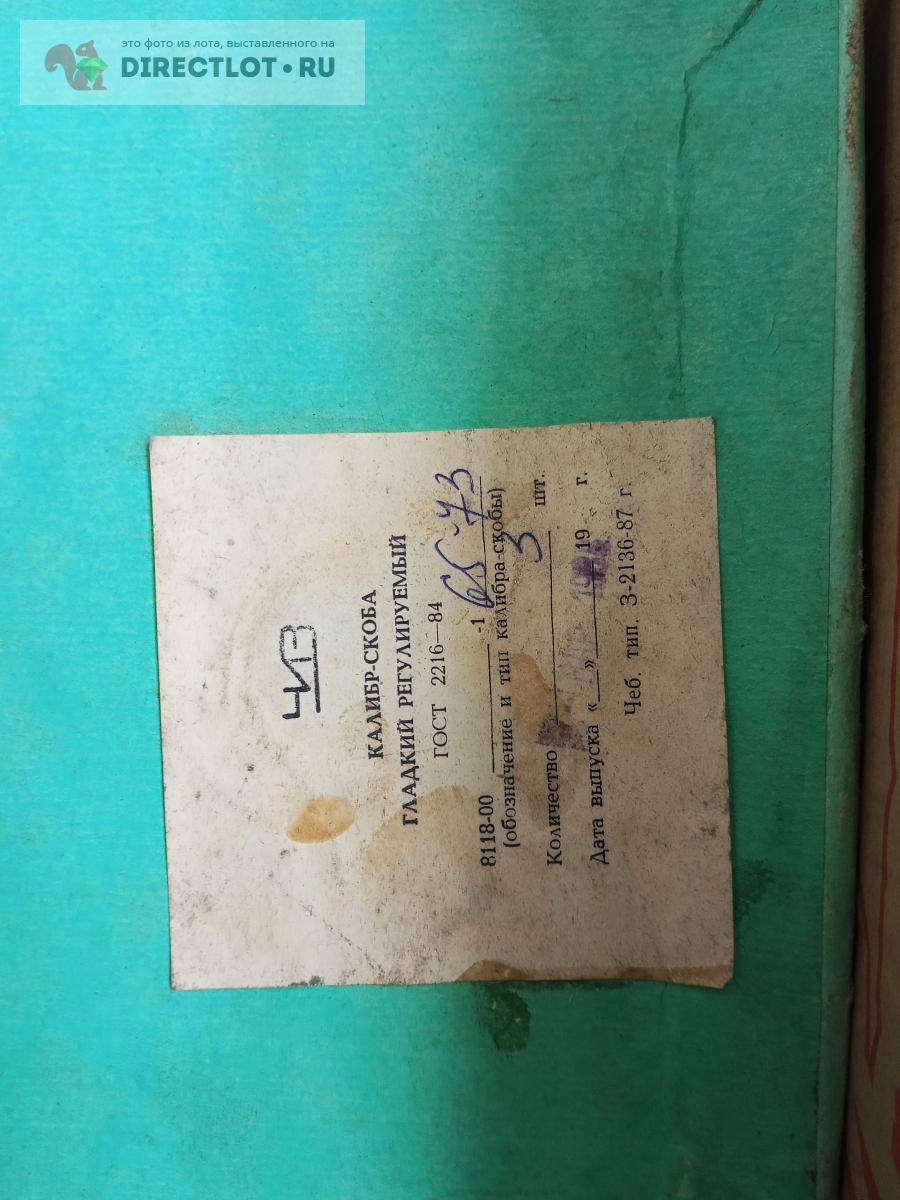 это фото из лота, выставленного на
DIRECTLOT•RU
ЧИЗ
КАЛИБР-СКОБА
ГЛАДКИЙ РЕГУЛИРУЕМЫЙ
ГОСТ 2216—84
8118-00 -1 65-73
(обозначение и тип калибра-скобы)
Количество 3 шт.
Дата выпуска « » 19 г.
Чеб. тип. З-2136-87 г.